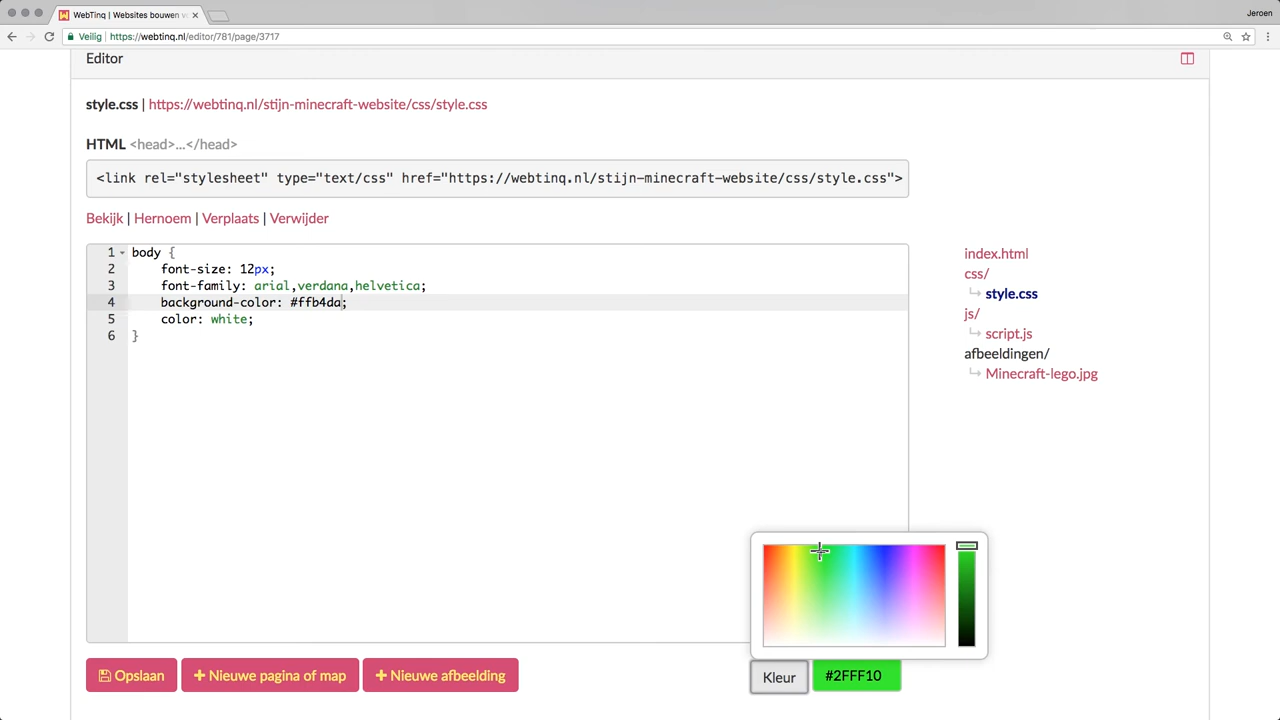 WebTinq | Websites bouwen v
Jeroen
Veilig | https://webtinq.nl/editor/781/page/3717
Editor
style.css | https://webtinq.nl/stijn-minecraft-website/css/style.css
HTML <head>...</head>
<link rel="stylesheet" type="text/css" href="https://webtinq.nl/stijn-minecraft-website/css/style.css">
Bekijk | Hernoem | Verplaats | Verwijder
1 body {
2 font-size: 12px;
3 font-family: arial,verdana,helvetica;
4 background-color: #ffb4da;
5 color: white;
6 }
index.html
css/
style.css
js/
script.js
afbeeldingen/
Minecraft-lego.jpg
Opslaan
+ Nieuwe pagina of map
+ Nieuwe afbeelding
Kleur
#2FFF10